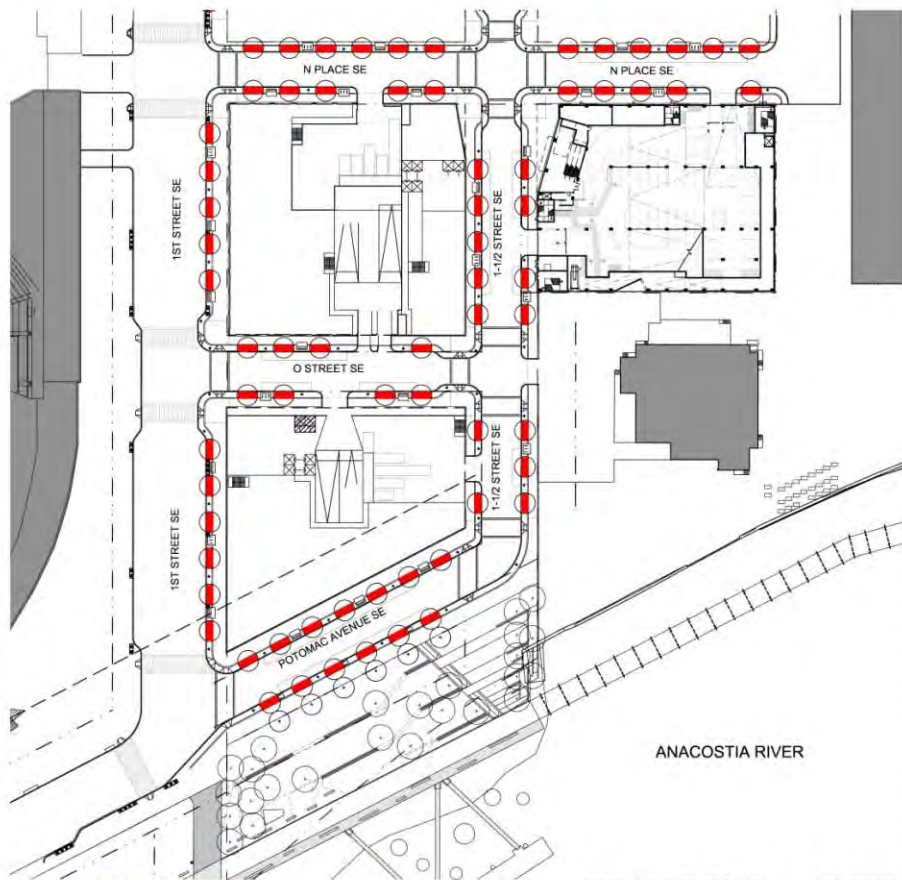 N PLACE SE
N PLACE SE
1ST STREET SE
1-1/2 STREET SE
O STREET SE
1ST STREET SE
1-1/2 STREET SE
POTOMAC AVENUE SE
ANACOSTIA RIVER